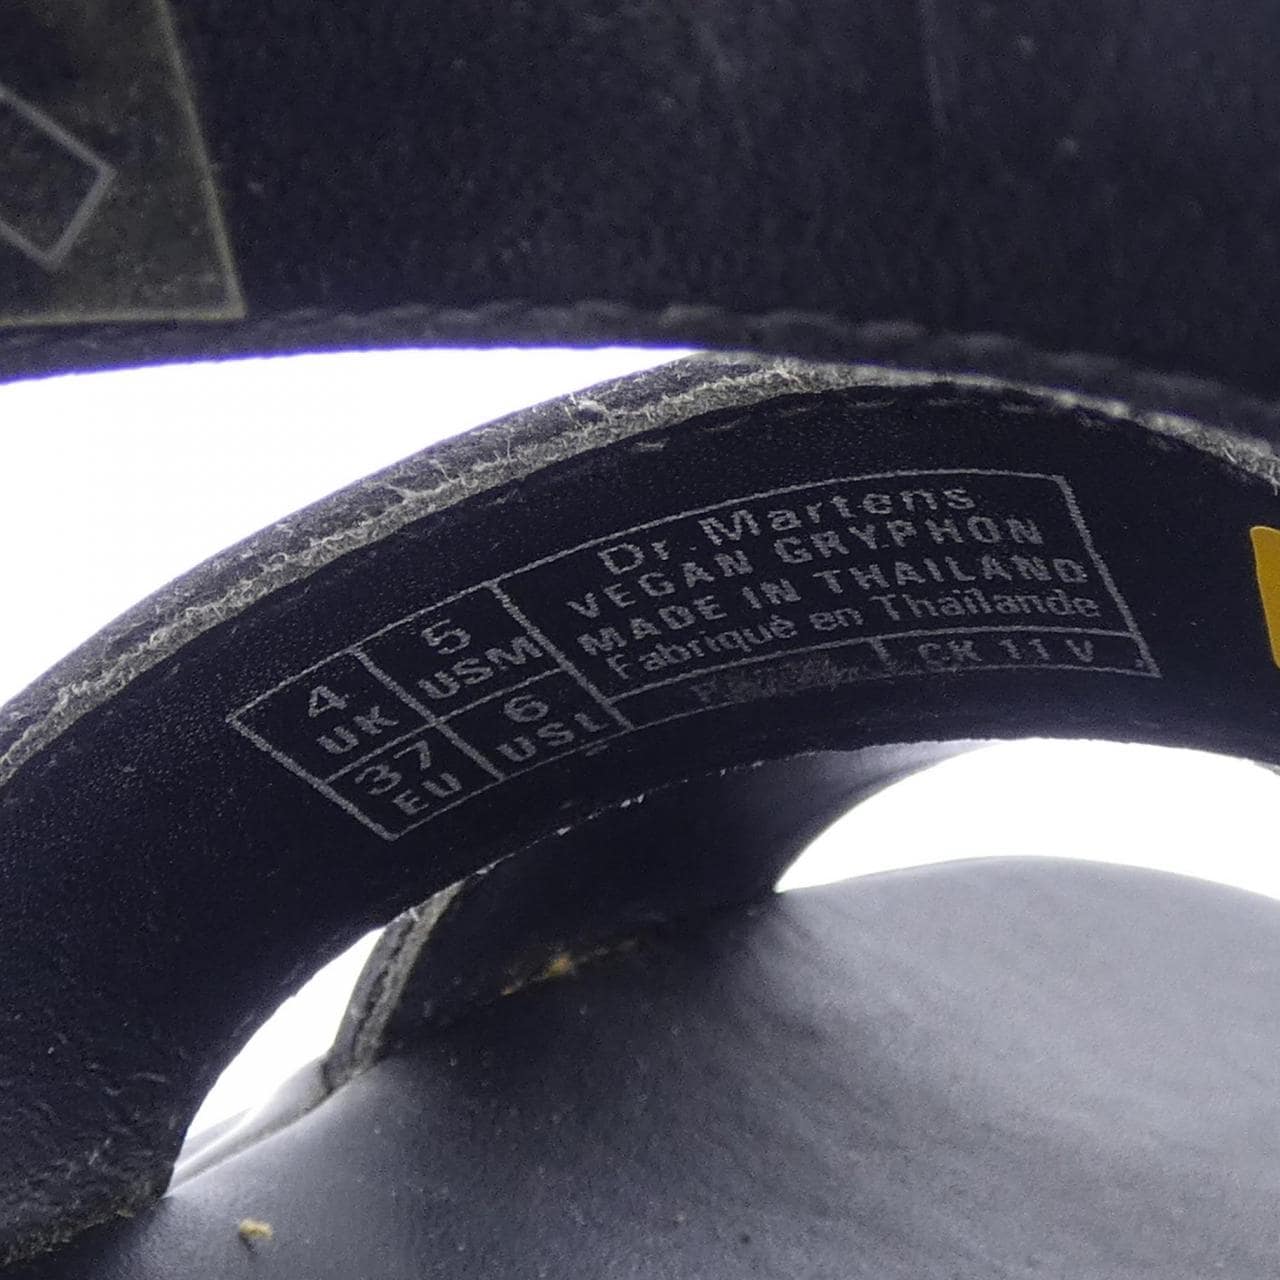 4 UK
5 USM
37 EU
6 USL
Dr. Martens
VEGAN GRYPHON
MADE IN THAILAND
Fabriqué en Thaïlande
CK 11 V